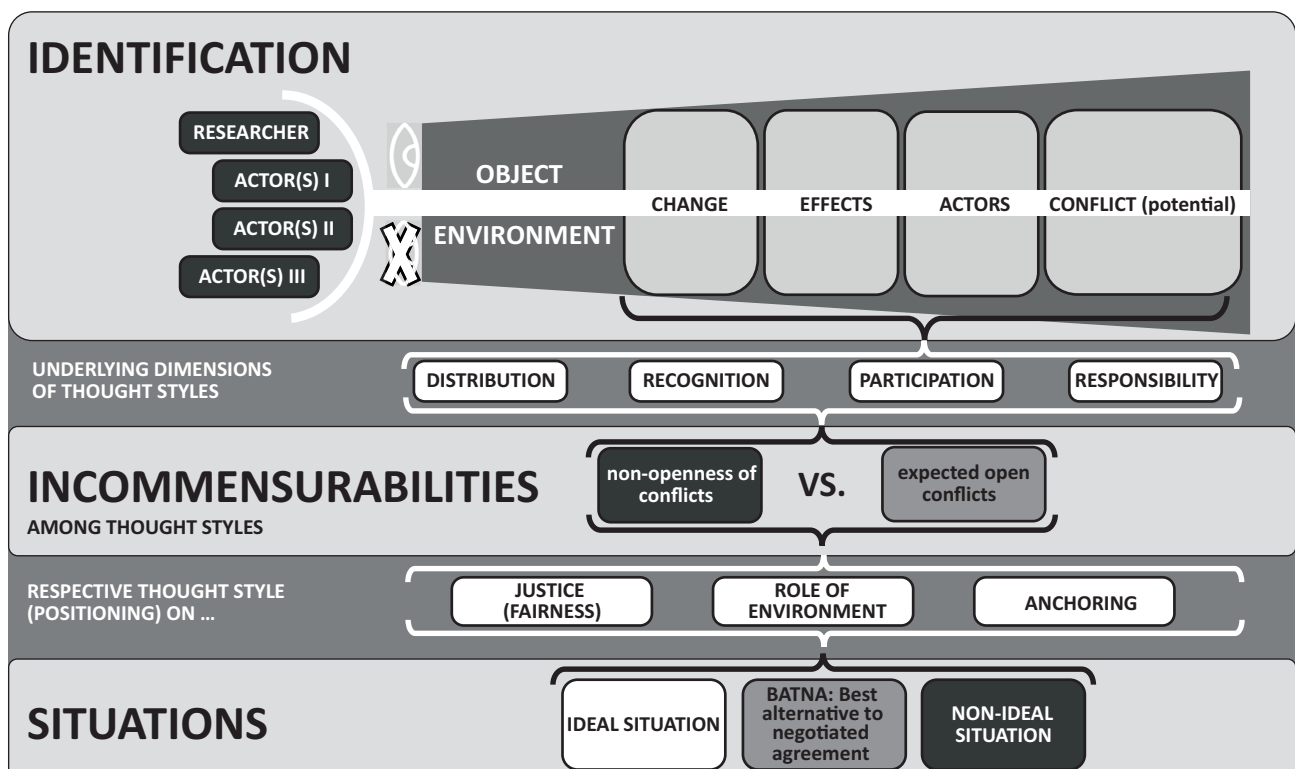 IDENTIFICATION
RESEARCHER
ACTOR(S) I
ACTOR(S) II
ACTOR(S) III
OBJECT
ENVIRONMENT
CHANGE
EFFECTS
ACTORS
CONFLICT (potential)
UNDERLYING DIMENSIONS
OF THOUGHT STYLES
DISTRIBUTION
RECOGNITION
PARTICIPATION
RESPONSIBILITY
INCOMMENSURABILITIES
AMONG THOUGHT STYLES
non-openness of
conflicts
VS.
expected open
conflicts
RESPECTIVE THOUGHT STYLE
(POSITIONING) ON ...
JUSTICE
(FAIRNESS)
ROLE OF
ENVIRONMENT
ANCHORING
SITUATIONS
IDEAL SITUATION
BATNA: Best
alternative to
negotiated
agreement
NON-IDEAL
SITUATION